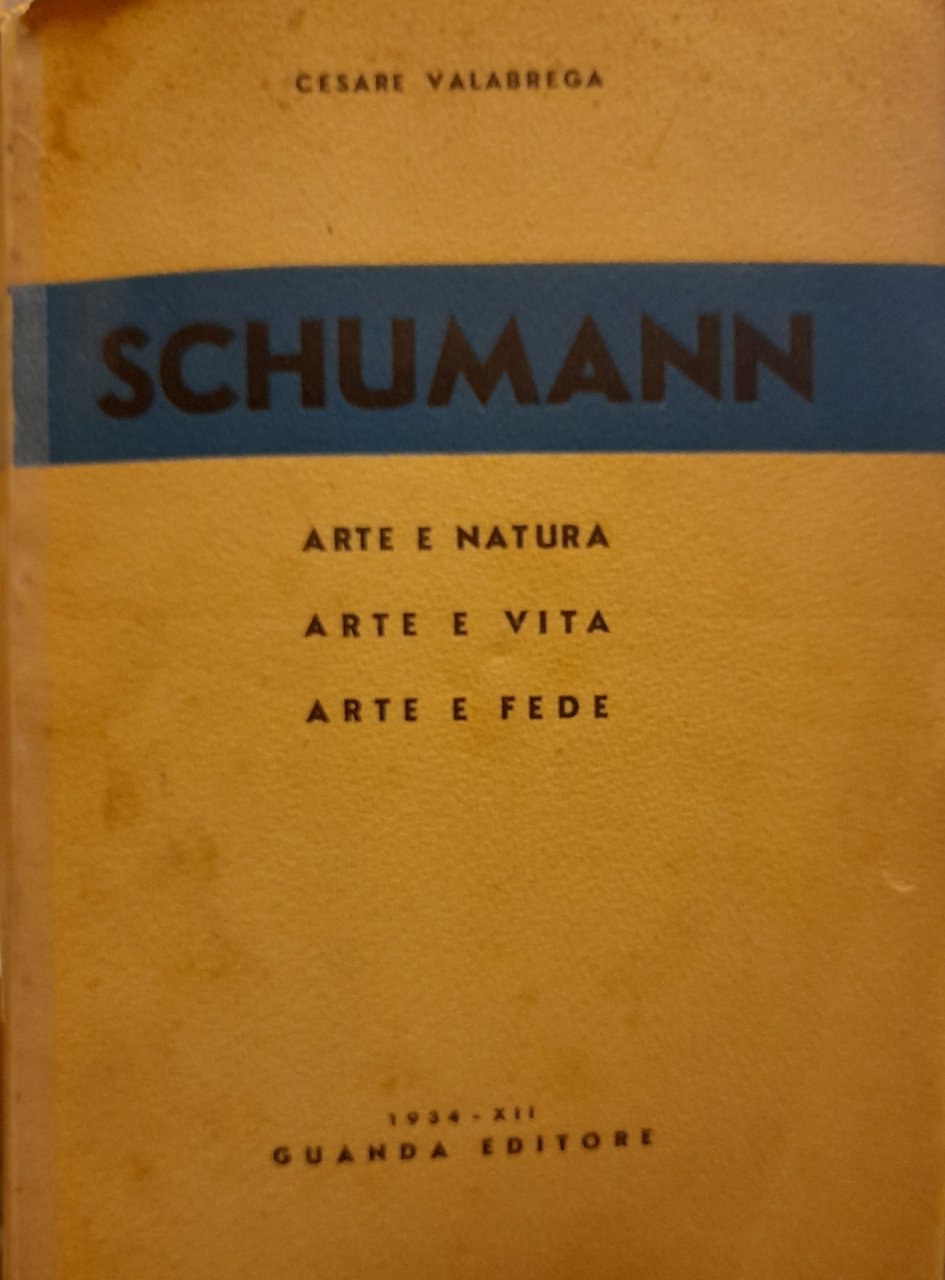 CESARE VALABREGA
SCHUMANN
ARTE E NATURA
ARTE E VITA
ARTE E FEDE
1934 - XII
GUANDA EDITORE